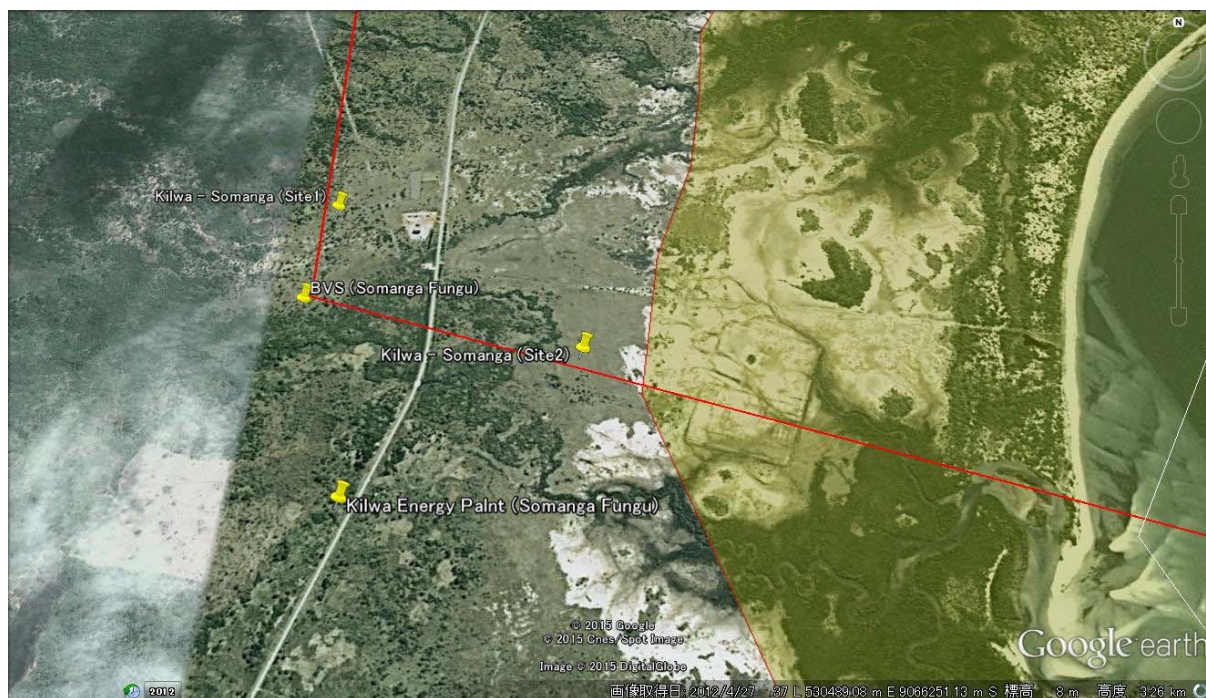 N
Kilwa - Somanga (Site1)
BVS (Somanga Fungu)
Kilwa - Somanga (Site2)
Kilwa Energy Palnt (Somanga Fungu)
© 2015 Google
© 2015 Cnes/Spot Image
Image © 2015 DigitalGlobe
Google earth
2012
画像取得日: 2012/4/27 37 L 530489.08 m E 9066251.13 m S 標高 8 m 高度 3.26 km